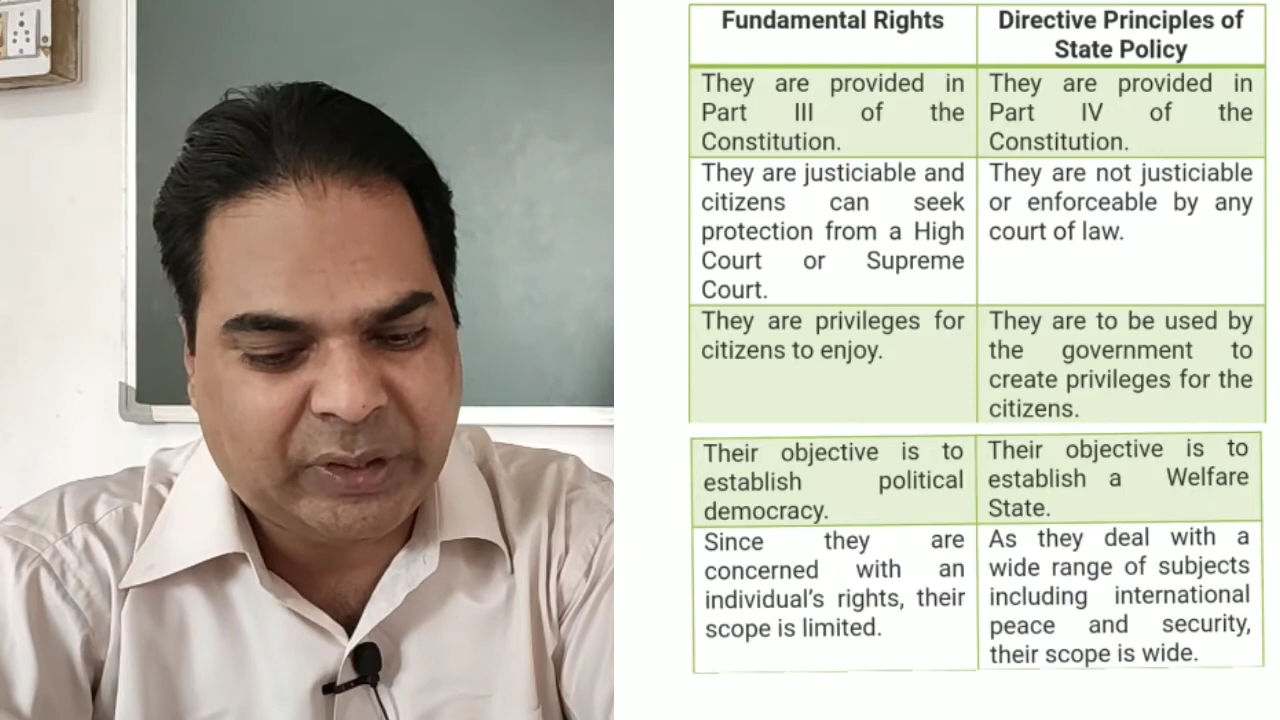 Fundamental Rights
Directive Principles of
State Policy
They are provided in
Part III of the
Constitution.
They are provided in
Part IV of the
Constitution.
They are justiciable and
citizens can seek
protection from a High
Court or Supreme
Court.
They are not justiciable
or enforceable by any
court of law.
They are privileges for
citizens to enjoy.
They are to be used by
the government to
create privileges for the
citizens.
Their objective is to
establish political
democracy.
Their objective is to
establish a Welfare
State.
Since they are
concerned with an
individual's rights, their
scope is limited.
As they deal with a
wide range of subjects
including international
peace and security,
their scope is wide.